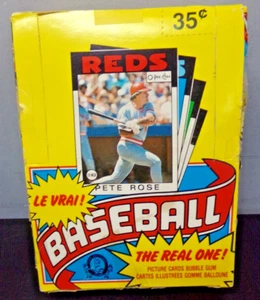 35¢
REDS
PETE ROSE
LE VRAI!
BASEBALL
THE REAL ONE!
PICTURE CARDS BUBBLE GUM
CARTES ILLUSTRÉES GOMME BALLOUNE